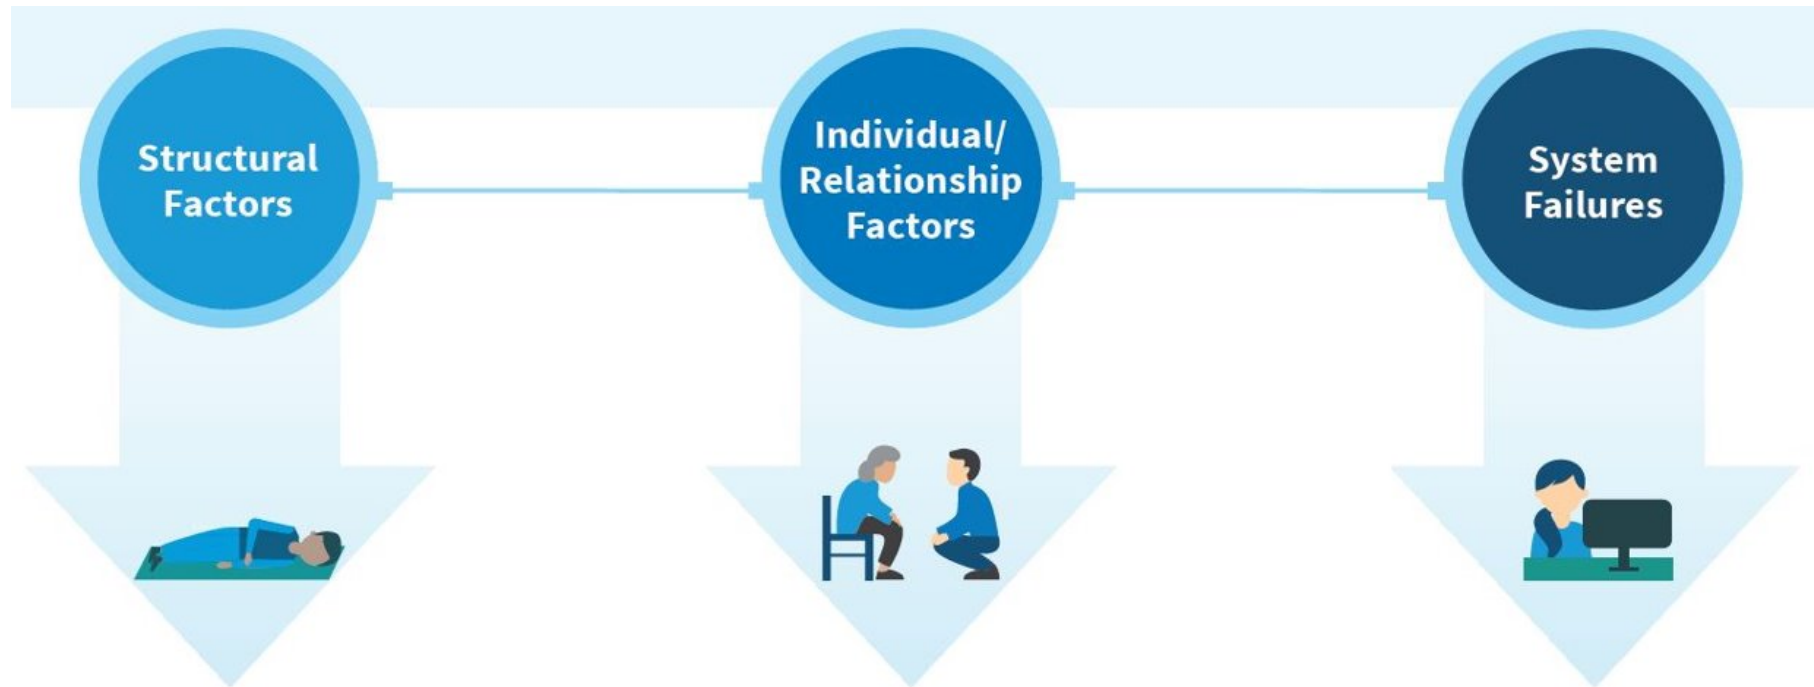 Structural
Factors
Individual/
Relationship
Factors
System
Failures